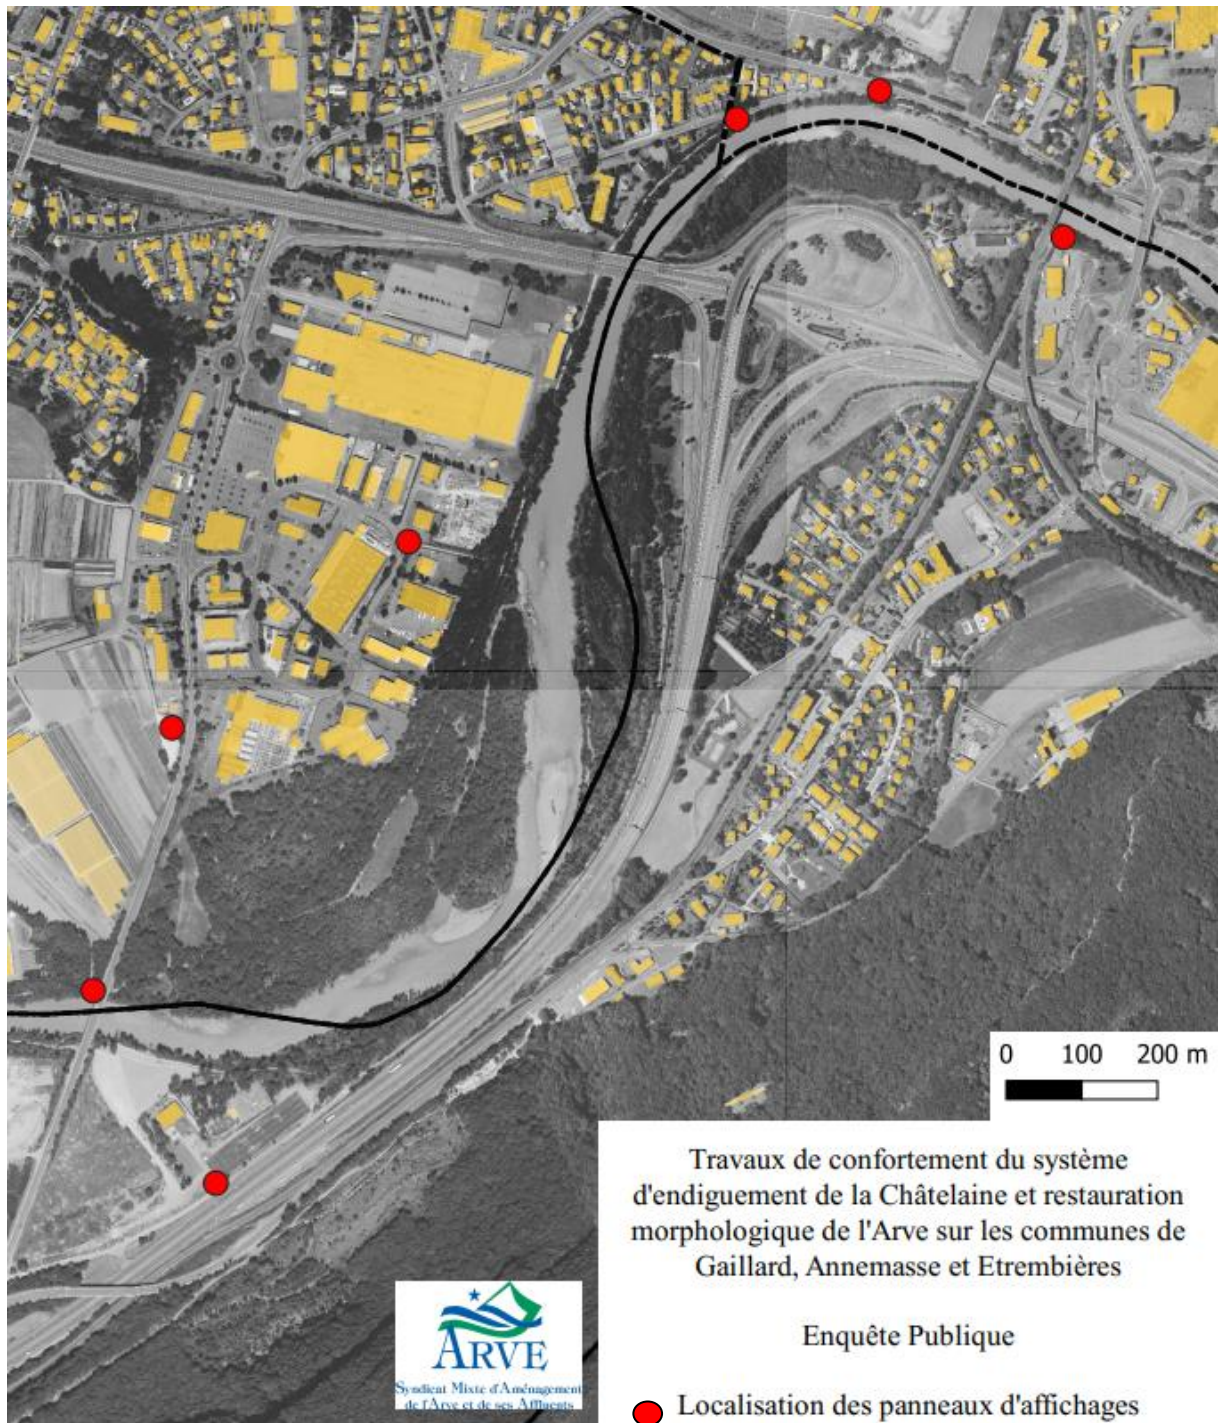 0 100 200 m
Travaux de confortement du système
d'endiguement de la Châtelaine et restauration
morphologique de l'Arve sur les communes de
Gaillard, Annemasse et Etrembières
Enquête Publique
Localisation des panneaux d'affichages
ARVE
Syndicat Mixte d'Aménagement
de l'Arve et de ses Affluents